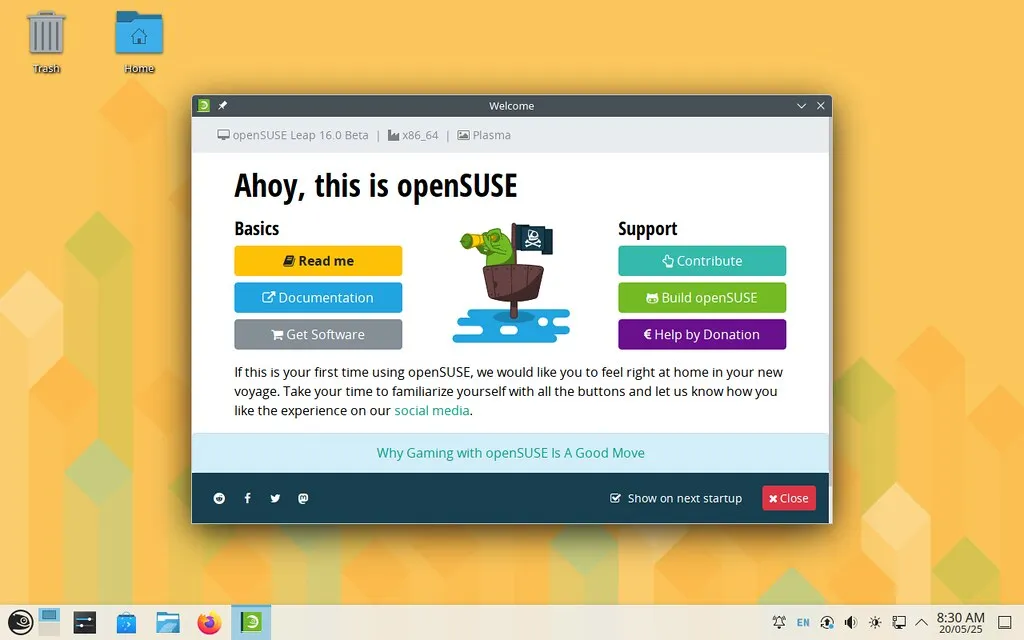 Trash
Home
Welcome
openSUSE Leap 16.0 Beta | x86_64 | Plasma
Ahoy, this is openSUSE
Basics
Read me
Documentation
Get Software
Support
Contribute
Build openSUSE
€ Help by Donation
If this is your first time using openSUSE, we would like you to feel right at home in your new
voyage. Take your time to familiarize yourself with all the buttons and let us know how you
like the experience on our social media.
Why Gaming with openSUSE Is A Good Move
Show on next startup
Close
EN
8:30 AM
20/05/25